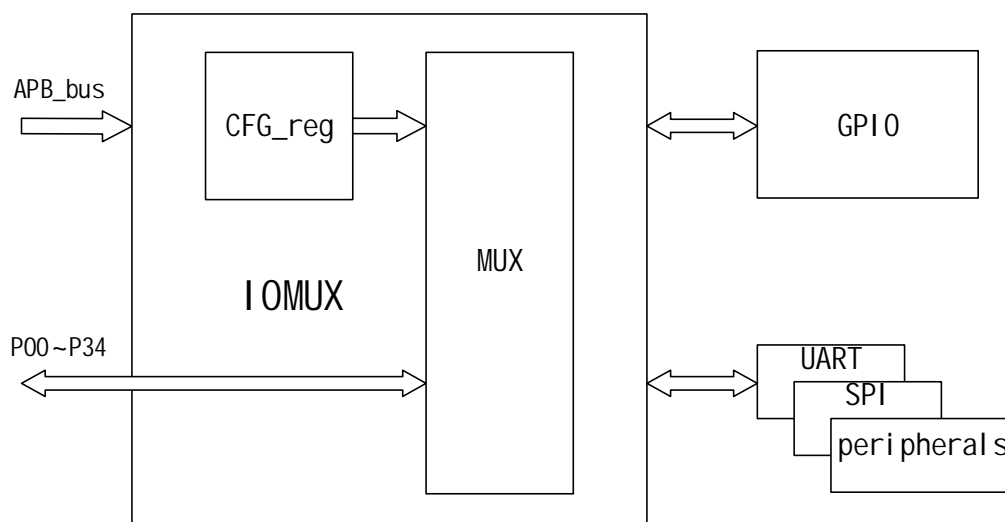 APB_bus
CFG_reg
GPIO
MUX
IOMUX
P00~P34
UART
SPI
peripherals